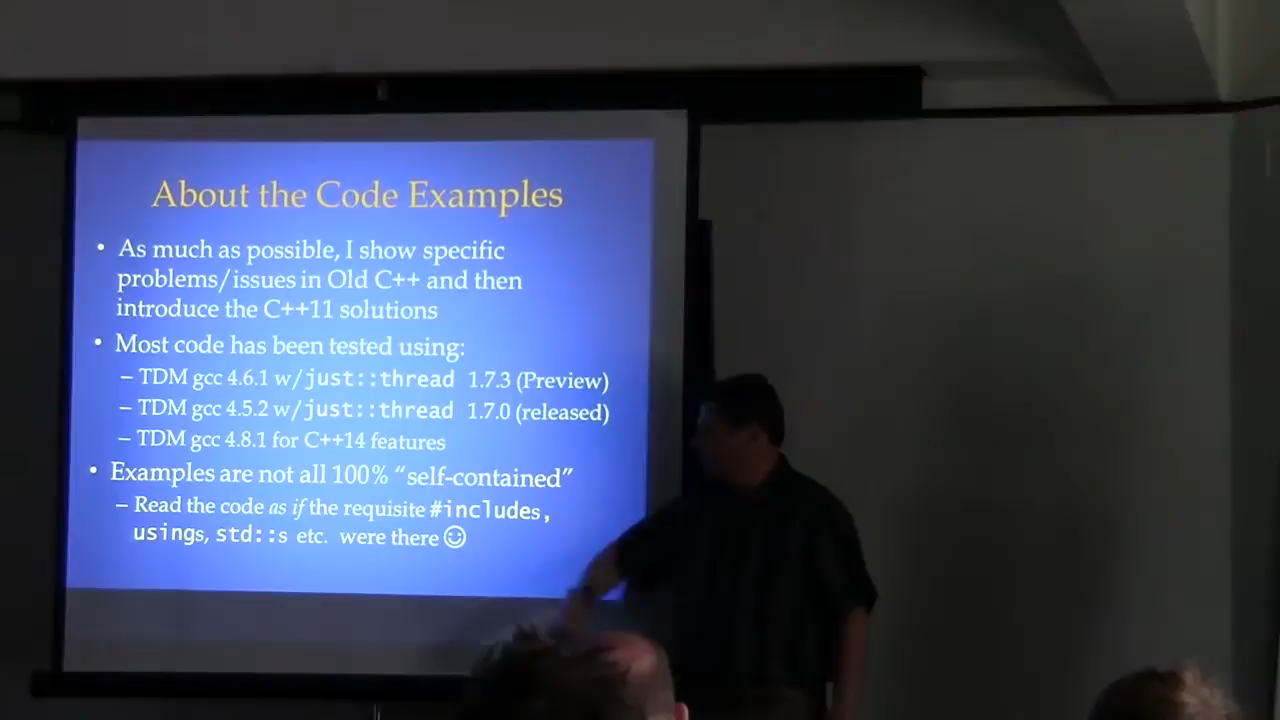 About the Code Examples
• As much as possible, I show specific
problems/issues in Old C++ and then
introduce the C++11 solutions
• Most code has been tested using:
– TDM gcc 4.6.1 w/just::thread 1.7.3 (Preview)
– TDM gcc 4.5.2 w/just::thread 1.7.0 (released)
– TDM gcc 4.8.1 for C++14 features
• Examples are not all 100% “self-contained”
– Read the code as if the requisite #includes,
usings, std::s etc. were there ☺